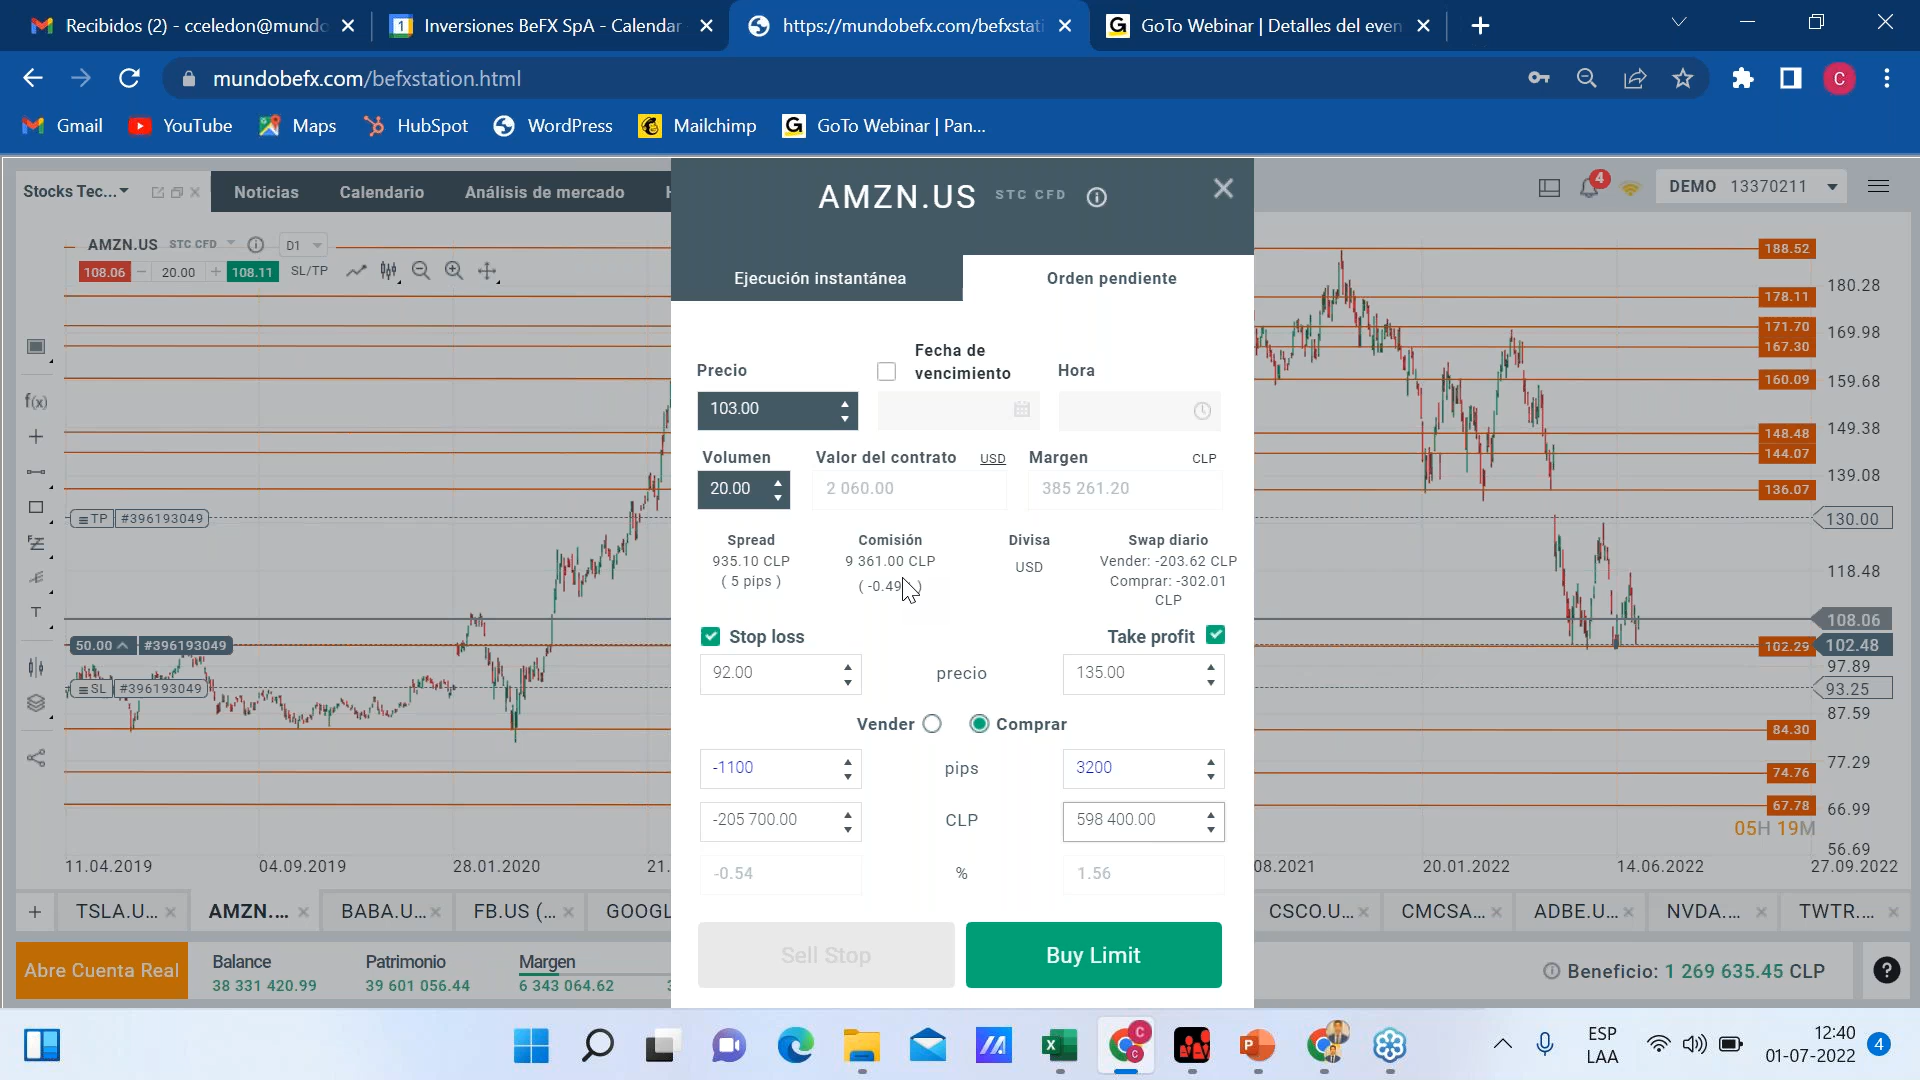 Recibidos (2) - cceledon@mund
Inversiones BeFX SpA - Calendar
https://mundobefx.com/befxstati
GoTo Webinar | Detalles del even
mundobefx.com/befxstation.html
C
Gmail
YouTube
Maps
HubSpot
WordPress
Mailchimp
GoTo Webinar | Pan...
Stocks Tec...
Noticias
Calendario
Análisis de mercado
4
DEMO 13370211
AMZN.US STC CFD
D1
108.06 − 20.00 + 108.11 SL/TP
AMZN.US STC CFD
Ejecución instantánea
Orden pendiente
Precio
Fecha de
vencimiento
Hora
103.00
Volumen
Valor del contrato USD
Margen CLP
20.00
2 060.00
385 261.20
Spread
935.10 CLP
( 5 pips )
Comisión
9 361.00 CLP
Divisa
USD
Swap diario
Vender: -203.62 CLP
Comprar: -302.01
CLP
Stop loss
Take profit
92.00
precio
135.00
Vender
Comprar
-1100
pips
3200
-205 700.00
CLP
598 400.00
-0.54
%
1.56
Sell Stop
Buy Limit
f(x)
T
TP #396193049
50.00 #396193049
SL #396193049
188.52
178.11
171.70
167.30
160.09
148.48
144.07
136.07
102.29
84.30
74.76
67.78
05H 19M
180.28
169.98
159.68
149.38
139.08
130.00
118.48
108.06
102.48
97.89
93.25
87.59
77.29
66.99
56.69
11.04.2019
04.09.2019
28.01.2020
21.
08.2021
20.01.2022
14.06.2022
27.09.2022
TSLA.U...
AMZN....
BABA.U...
FB.US (...
GOOGL
CSCO.U...
CMCSA...
ADBE.U...
NVDA....
TWTR....
Abre Cuenta Real
Balance
38 331 420.99
Patrimonio
39 601 056.44
Margen
6 343 064.62
Beneficio: 1 269 635.45 CLP
ESP
LAA
12:40
01-07-2022
4